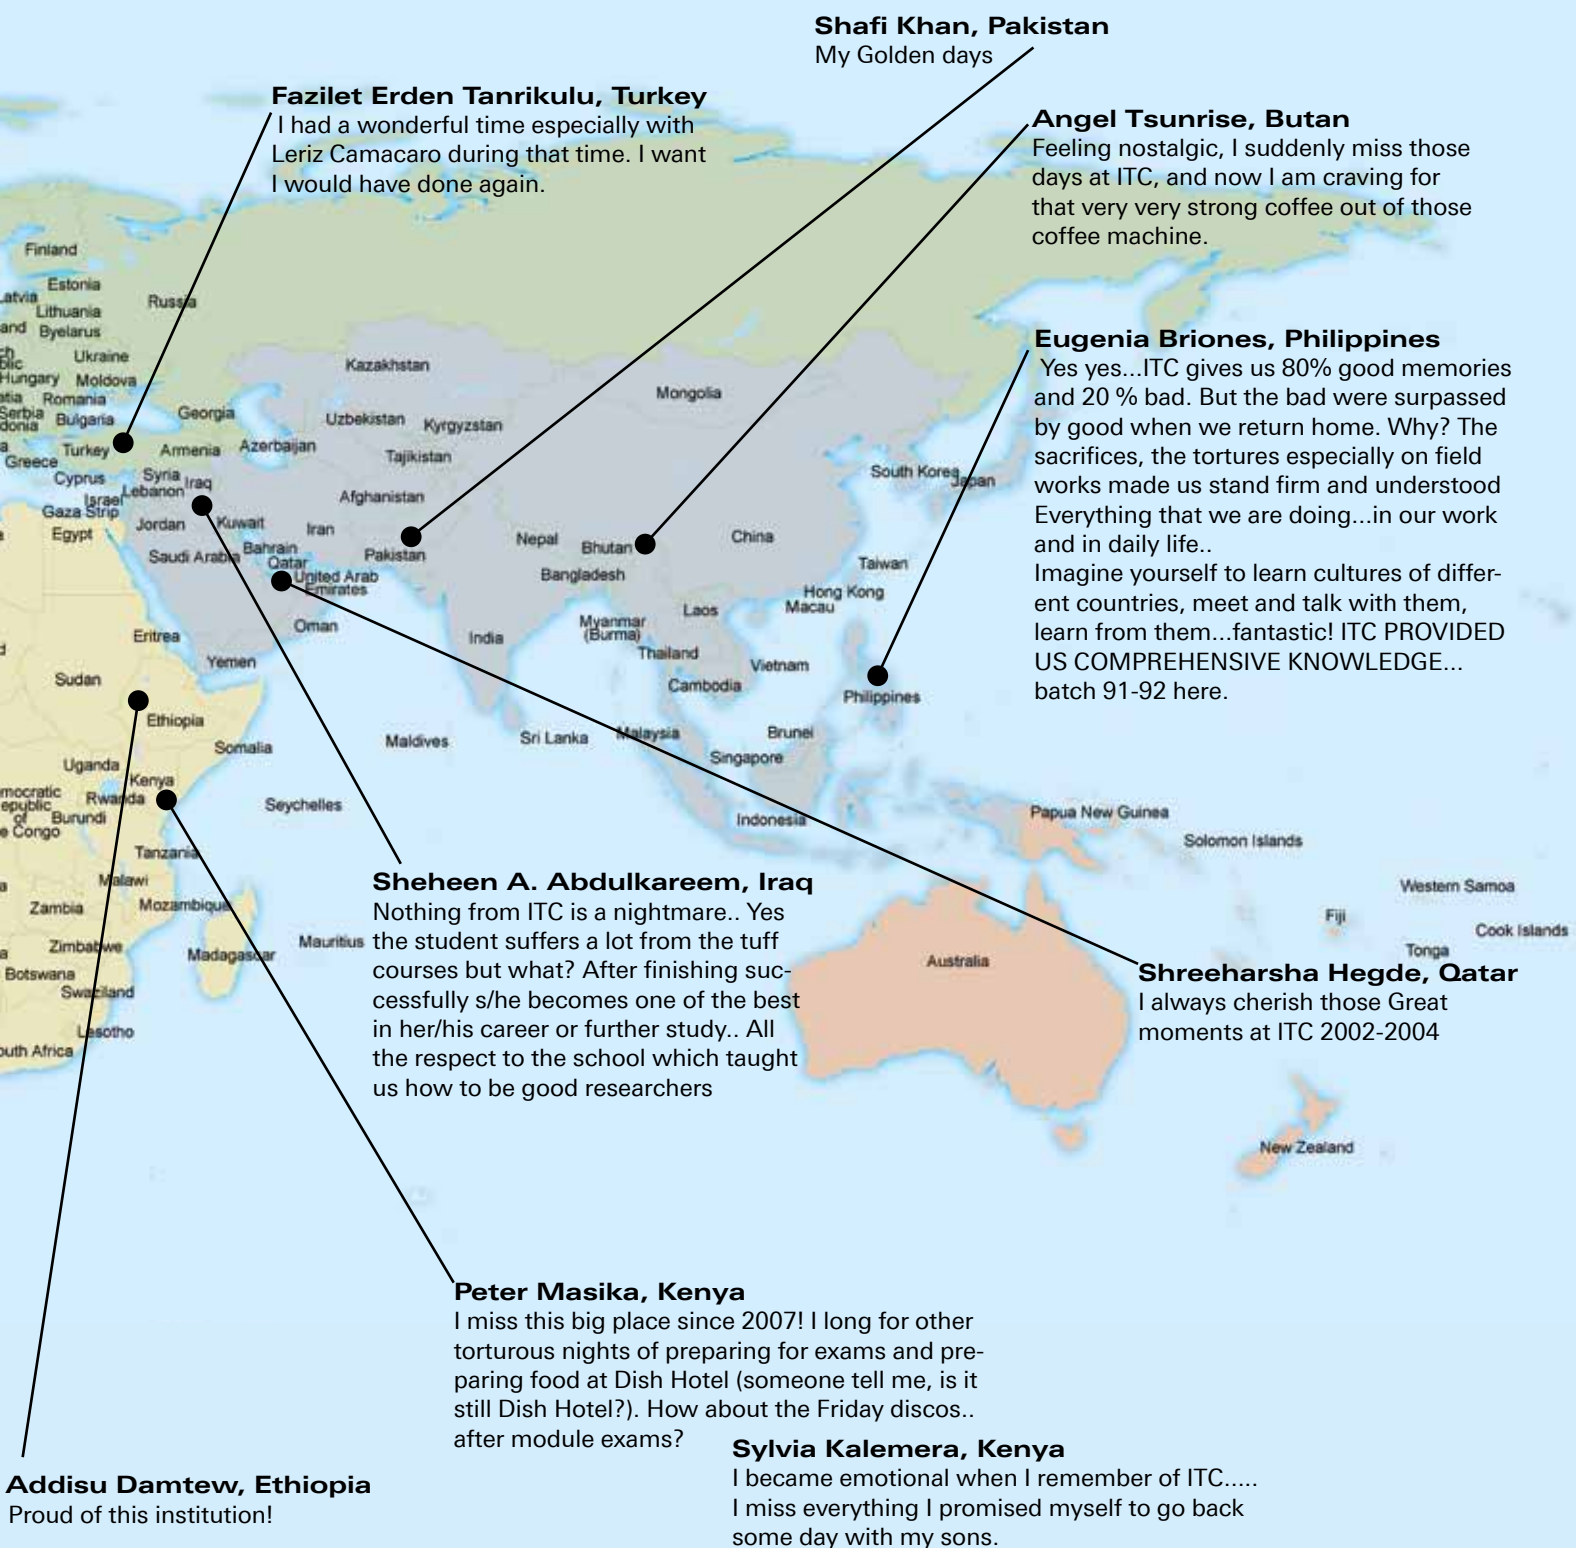 Shafi Khan, Pakistan
My Golden days
Fazilet Erden Tanrikulu, Turkey
I had a wonderful time especially with
Leriz Camacaro during that time. I want
I would have done again.
Angel Tsunrise, Butan
Feeling nostalgic, I suddenly miss those
days at ITC, and now I am craving for
that very very strong coffee out of those
coffee machine.
Eugenia Briones, Philippines
Yes yes...ITC gives us 80% good memories
and 20 % bad. But the bad were surpassed
by good when we return home. Why? The
sacrifices, the tortures especially on field
works made us stand firm and understood
Everything that we are doing...in our work
and in daily life..
Imagine yourself to learn cultures of differ-
ent countries, meet and talk with them,
learn from them...fantastic! ITC PROVIDED
US COMPREHENSIVE KNOWLEDGE...
batch 91-92 here.
Finland
Estonia
Latvia
Lithuania
Byelarus
Russia
Ukraine
Hungary
Moldova
Romania
Serbia
Bulgaria
Georgia
Turkey
Armenia
Azerbaijan
Greece
Cyprus
Syria
Lebanon
Iraq
Israel
Gaza Strip
Jordan
Kuwait
Iran
Egypt
Saudi Arabia
Bahrain
Qatar
United Arab
Emirates
Oman
Yemen
Eritrea
Kazakhstan
Uzbekistan
Kyrgyzstan
Tajikistan
Afghanistan
Pakistan
Mongolia
China
Nepal
Bhutan
Bangladesh
India
Myanmar
(Burma)
Laos
Thailand
Vietnam
Cambodia
South Korea
Japan
Taiwan
Hong Kong
Macau
Philippines
Maldives
Sri Lanka
Malaysia
Brunei
Singapore
Indonesia
Sudan
Ethiopia
Somalia
Uganda
Kenya
Rwanda
Burundi
Tanzania
Seychelles
Malawi
Zambia
Mozambique
Zimbabwe
Botswana
Madagascar
Mauritius
Swaziland
Lesotho
outh Africa
mocratic
epublic
of
e Congo
Papua New Guinea
Solomon Islands
Western Samoa
Fiji
Cook Islands
Tonga
Australia
New Zealand
Sheheen A. Abdulkareem, Iraq
Nothing from ITC is a nightmare.. Yes
the student suffers a lot from the tuff
courses but what? After finishing suc-
cessfully s/he becomes one of the best
in her/his career or further study.. All
the respect to the school which taught
us how to be good researchers
Shreeharsha Hegde, Qatar
I always cherish those Great
moments at ITC 2002-2004
Peter Masika, Kenya
I miss this big place since 2007! I long for other
torturous nights of preparing for exams and pre-
paring food at Dish Hotel (someone tell me, is it
still Dish Hotel?). How about the Friday discos..
after module exams?
Sylvia Kalemera, Kenya
I became emotional when I remember of ITC.....
I miss everything I promised myself to go back
some day with my sons.
Addisu Damtew, Ethiopia
Proud of this institution!